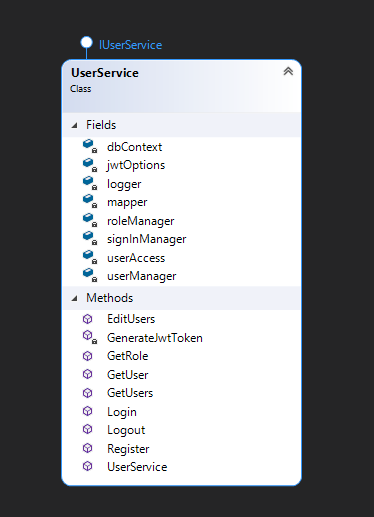 IUserService
UserService
Class
Fields
dbContext
jwtOptions
logger
mapper
roleManager
signInManager
userAccess
userManager
Methods
EditUsers
GenerateJwtToken
GetRole
GetUser
GetUsers
Login
Logout
Register
UserService